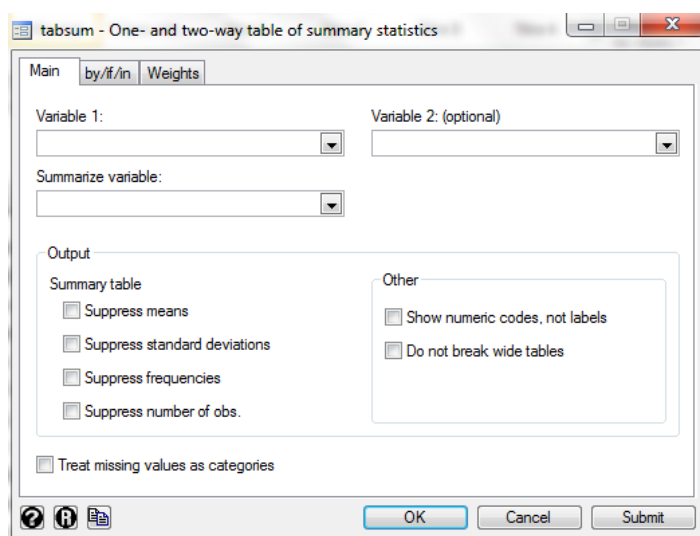 tabsum - One- and two-way table of summary statistics
Main by/if/in Weights
Variable 1: Variable 2: (optional)
Summarize variable:
Output
Summary table Other
Suppress means
Show numeric codes, not labels
Suppress standard deviations
Do not break wide tables
Suppress frequencies
Suppress number of obs.
Treat missing values as categories
? R OK Cancel Submit